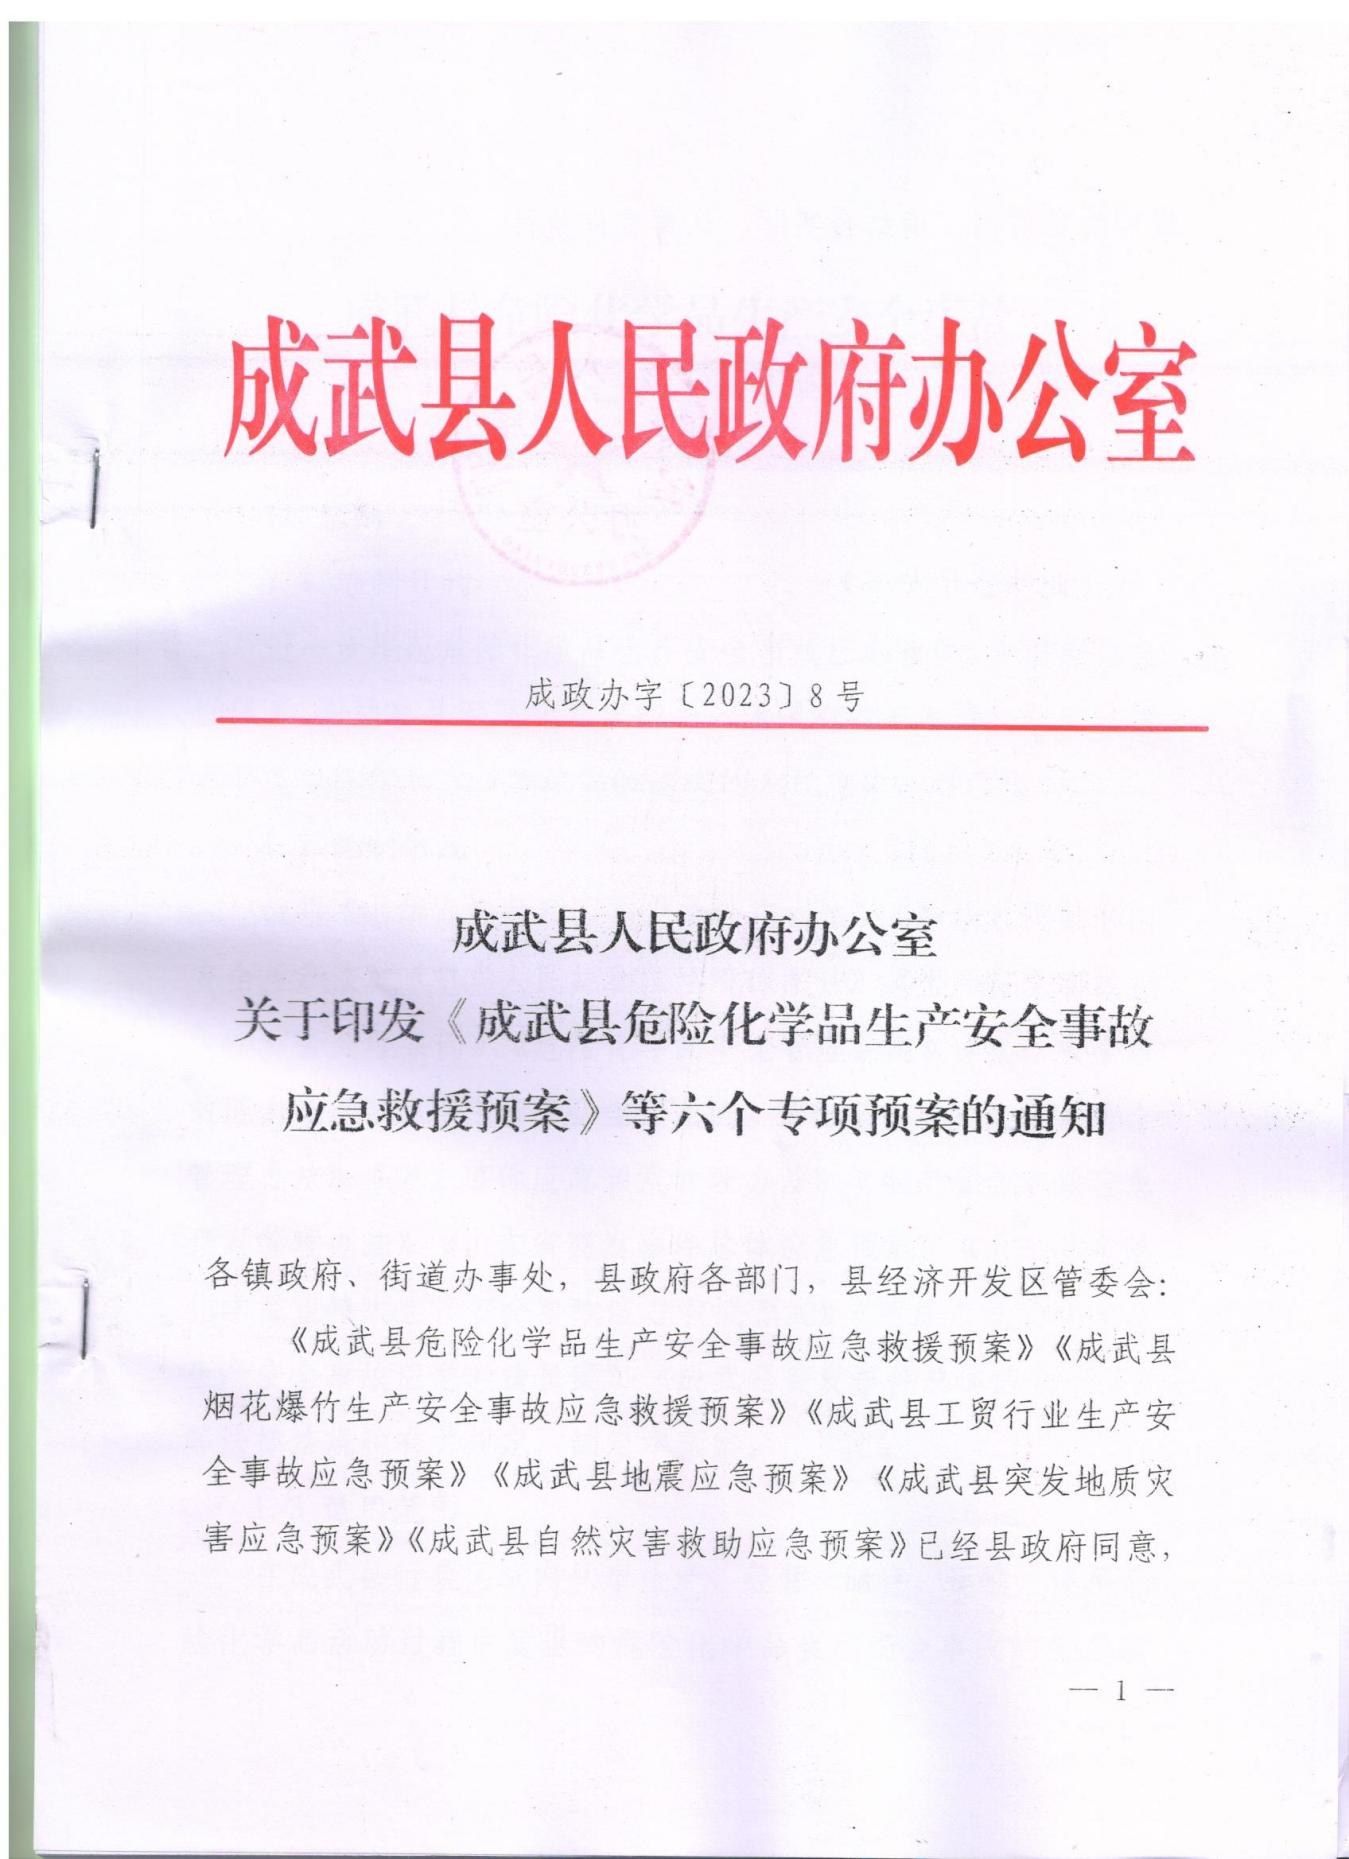 成武县人民政府办公室
成政办字〔2023〕8号
成武县人民政府办公室
关于印发《成武县危险化学品生产安全事故
应急救援预案》等六个专项预案的通知
各镇政府、街道办事处，县政府各部门，县经济开发区管委会：
《成武县危险化学品生产安全事故应急救援预案》《成武县
烟花爆竹生产安全事故应急救援预案》《成武县工贸行业生产安
全事故应急预案》《成武县地震应急预案》《成武县突发地质灾
害应急预案》《成武县自然灾害救助应急预案》已经县政府同意，
— 1 —